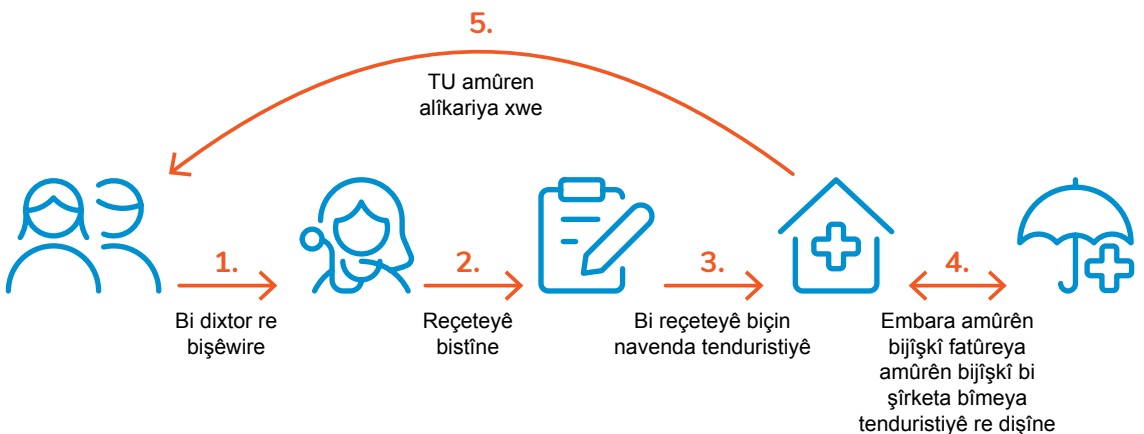 5.
TU amûren
alîkariya xwe
1.
Bi dixtor re
bişêwire
2.
Reçeteyê
bistîne
3.
Bi reçeteyê biçin
navenda tenduristiyê
4.
Embara amûrên
bijîşkî fatûreya
amûrên bijîşkî bi
şîrketa bîmeya
tenduristiyê re dişîne